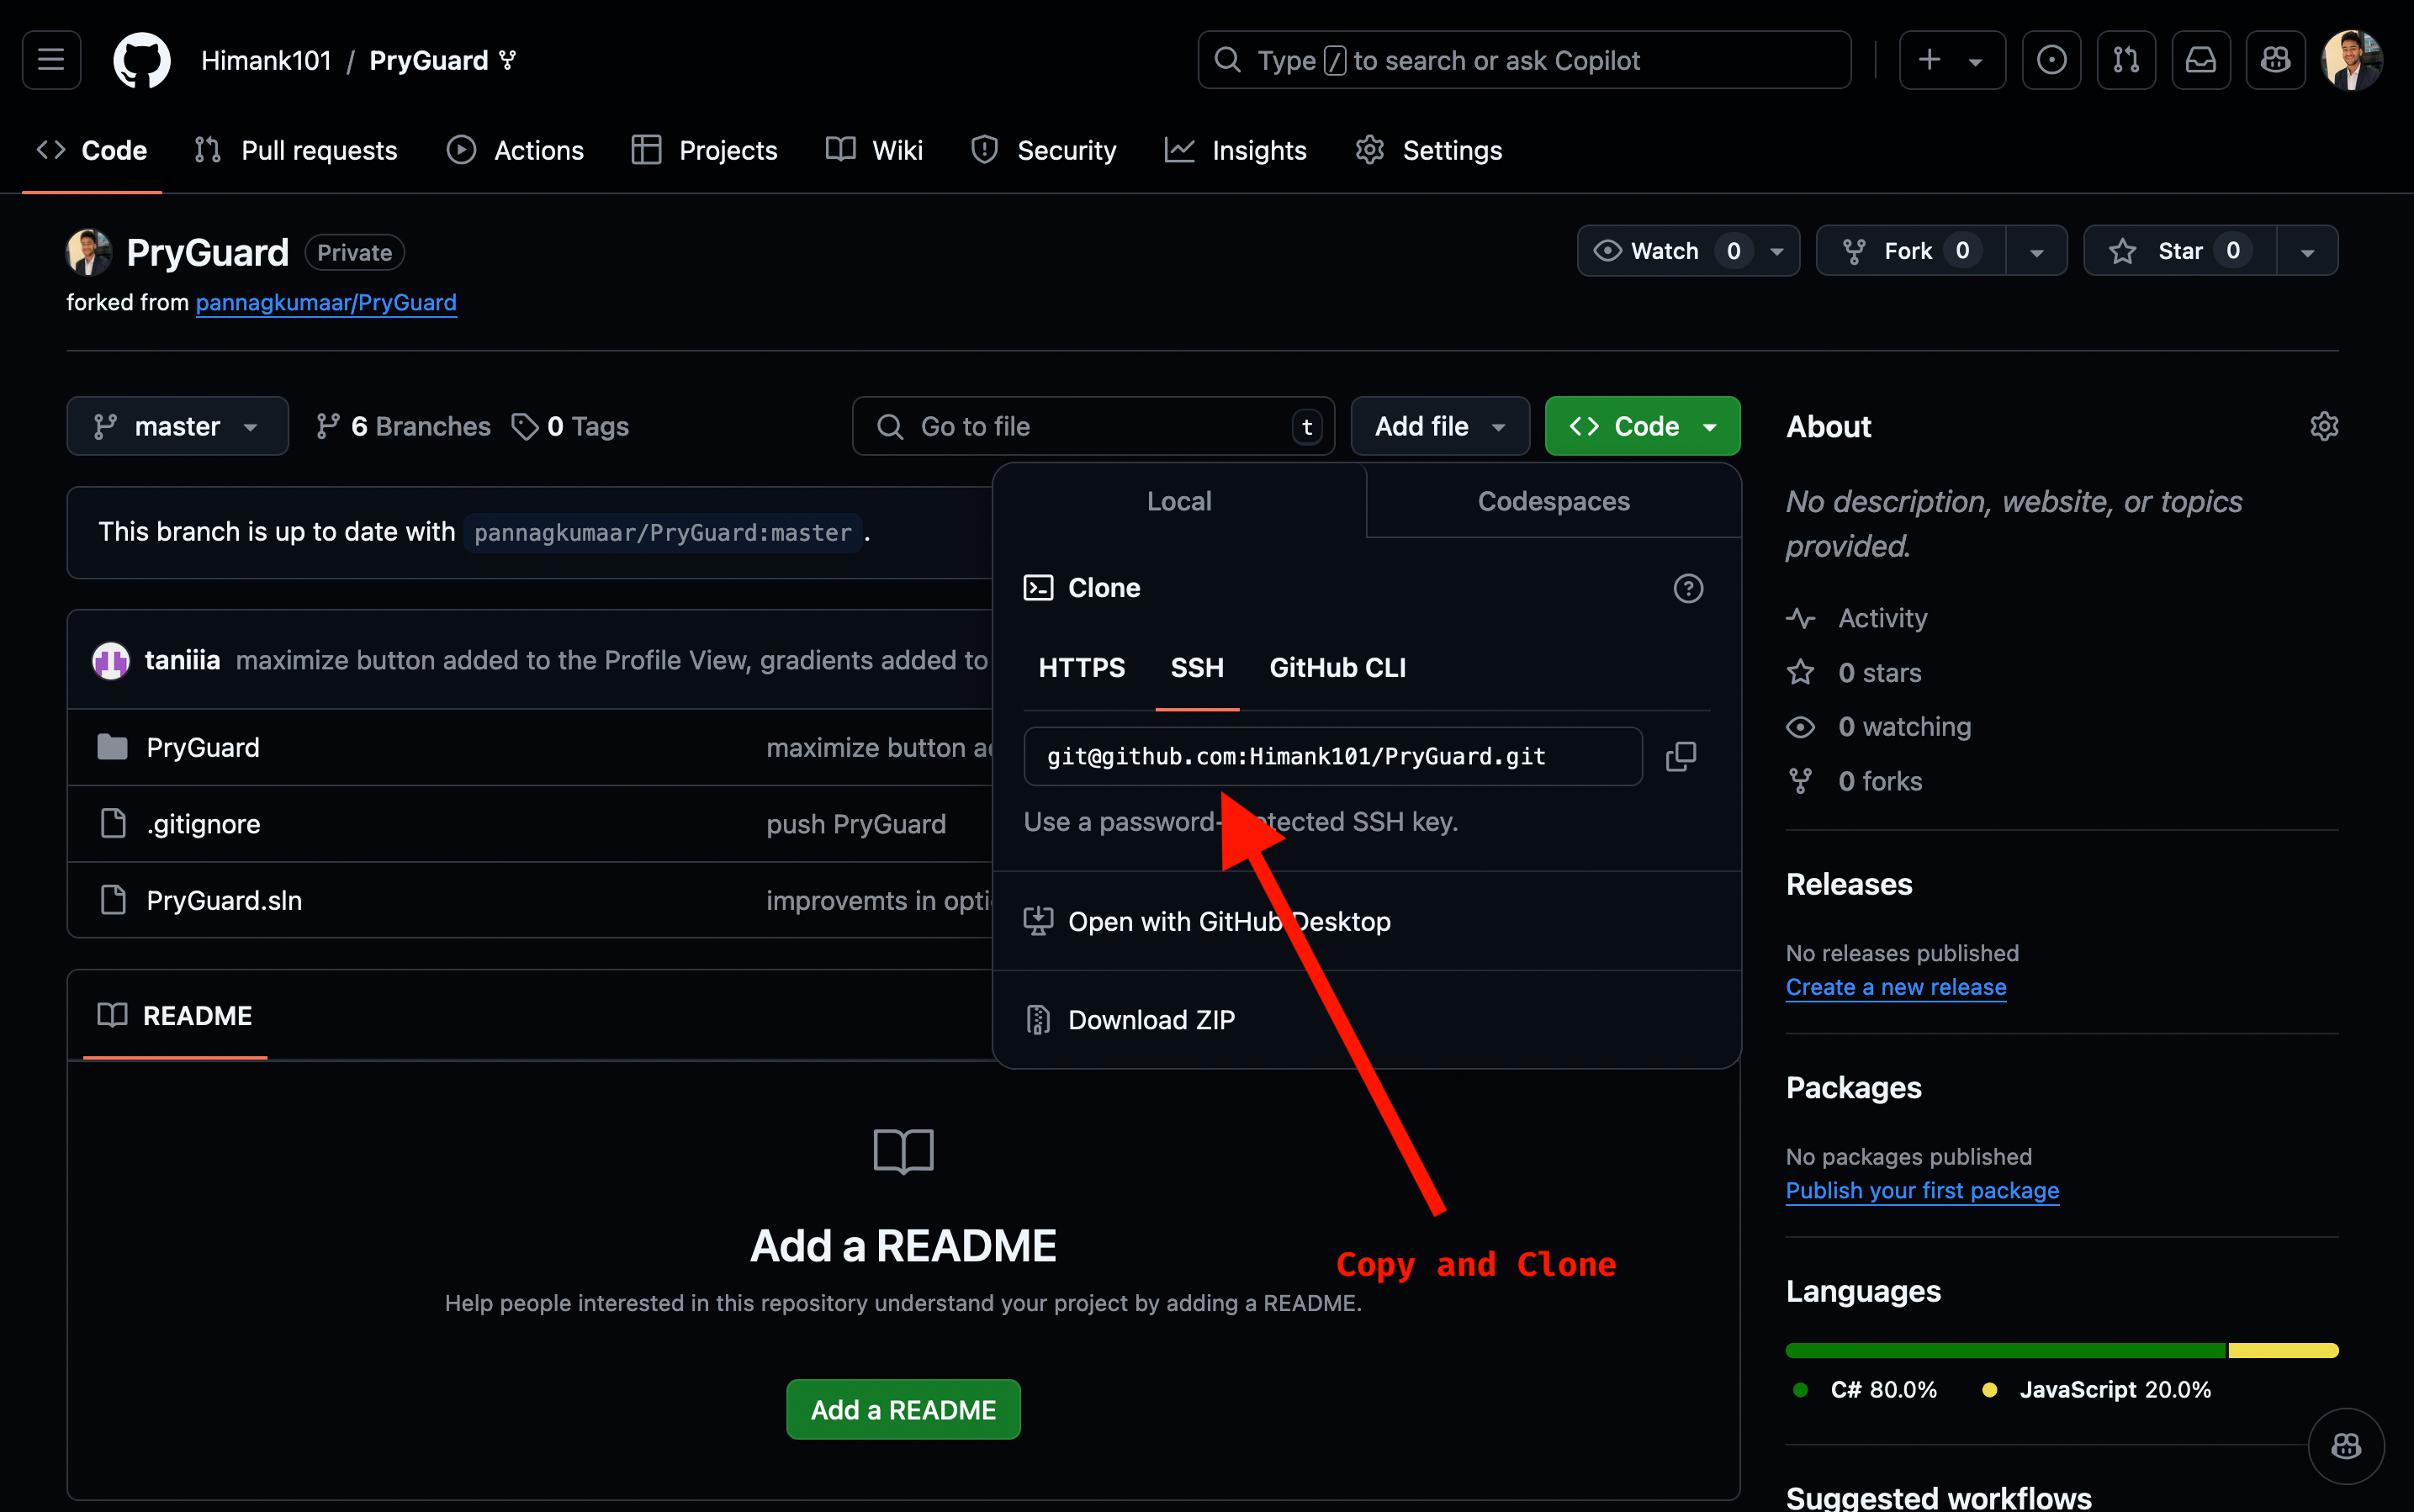 Himank101 / PryGuard
Type / to search or ask Copilot
Code
Pull requests
Actions
Projects
Wiki
Security
Insights
Settings
PryGuard Private
Watch 0
Fork 0
Star 0
forked from pannagkumaar/PryGuard
master
6 Branches
0 Tags
Go to file t
Add file
Code
About
Local
Codespaces
No description, website, or topics
provided.
This branch is up to date with pannagkumaar/PryGuard:master .
Clone
Activity
taniiia maximize button added to the Profile View, gradients added to
HTTPS SSH GitHub CLI
0 stars
0 watching
PryGuard
maximize button
git@github.com:Himank101/PryGuard.git
0 forks
.gitignore
push PryGuard
Use a password- SSH key.
Releases
PryGuard.sln
improvemts in
Open with GitHub Desktop
No releases published
Create a new release
README
Download ZIP
Packages
No packages published
Publish your first package
Add a README
Copy and Clone
Help people interested in this repository understand your project by adding a README.
Languages
C# 80.0%
JavaScript 20.0%
Add a README
Suggested workflows